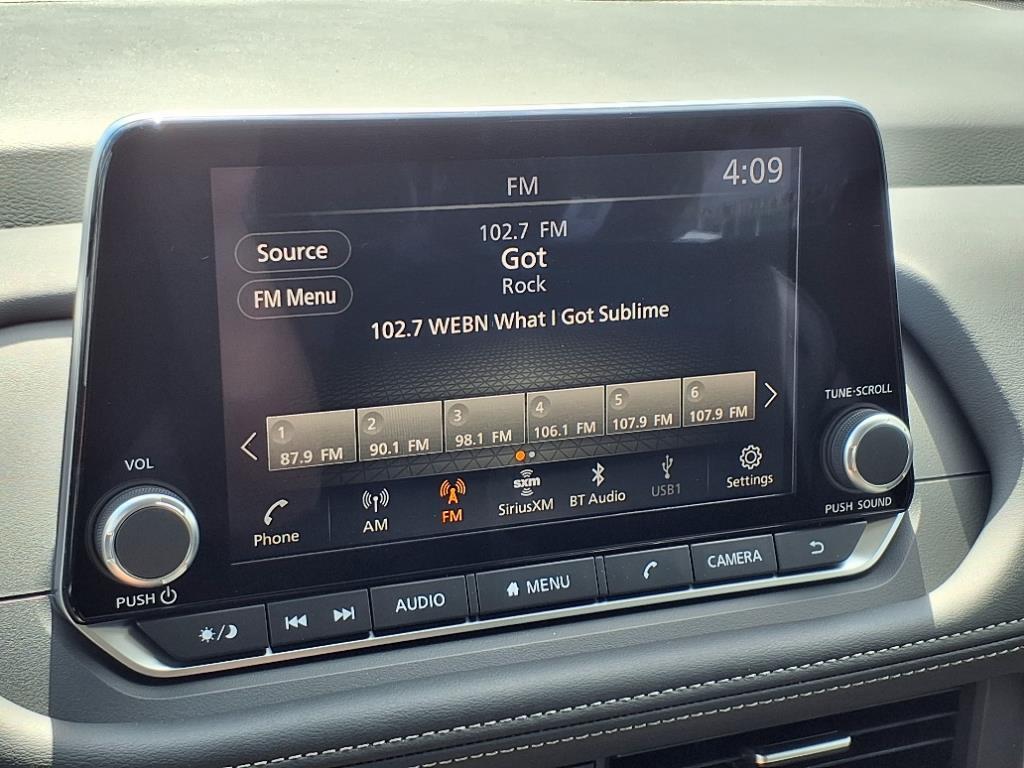 FM
4:09
102.7 FM
Got
Rock
Source
FM Menu
102.7 WEBN What I Got Sublime
1 87.9 FM
2 90.1 FM
3 98.1 FM
4 106.1 FM
5 107.9 FM
6 107.9 FM
Phone
AM
FM
sxm
SiriusXM
BT Audio
USB1
Settings
VOL
PUSH
TUNE·SCROLL
PUSH SOUND
AUDIO
MENU
CAMERA